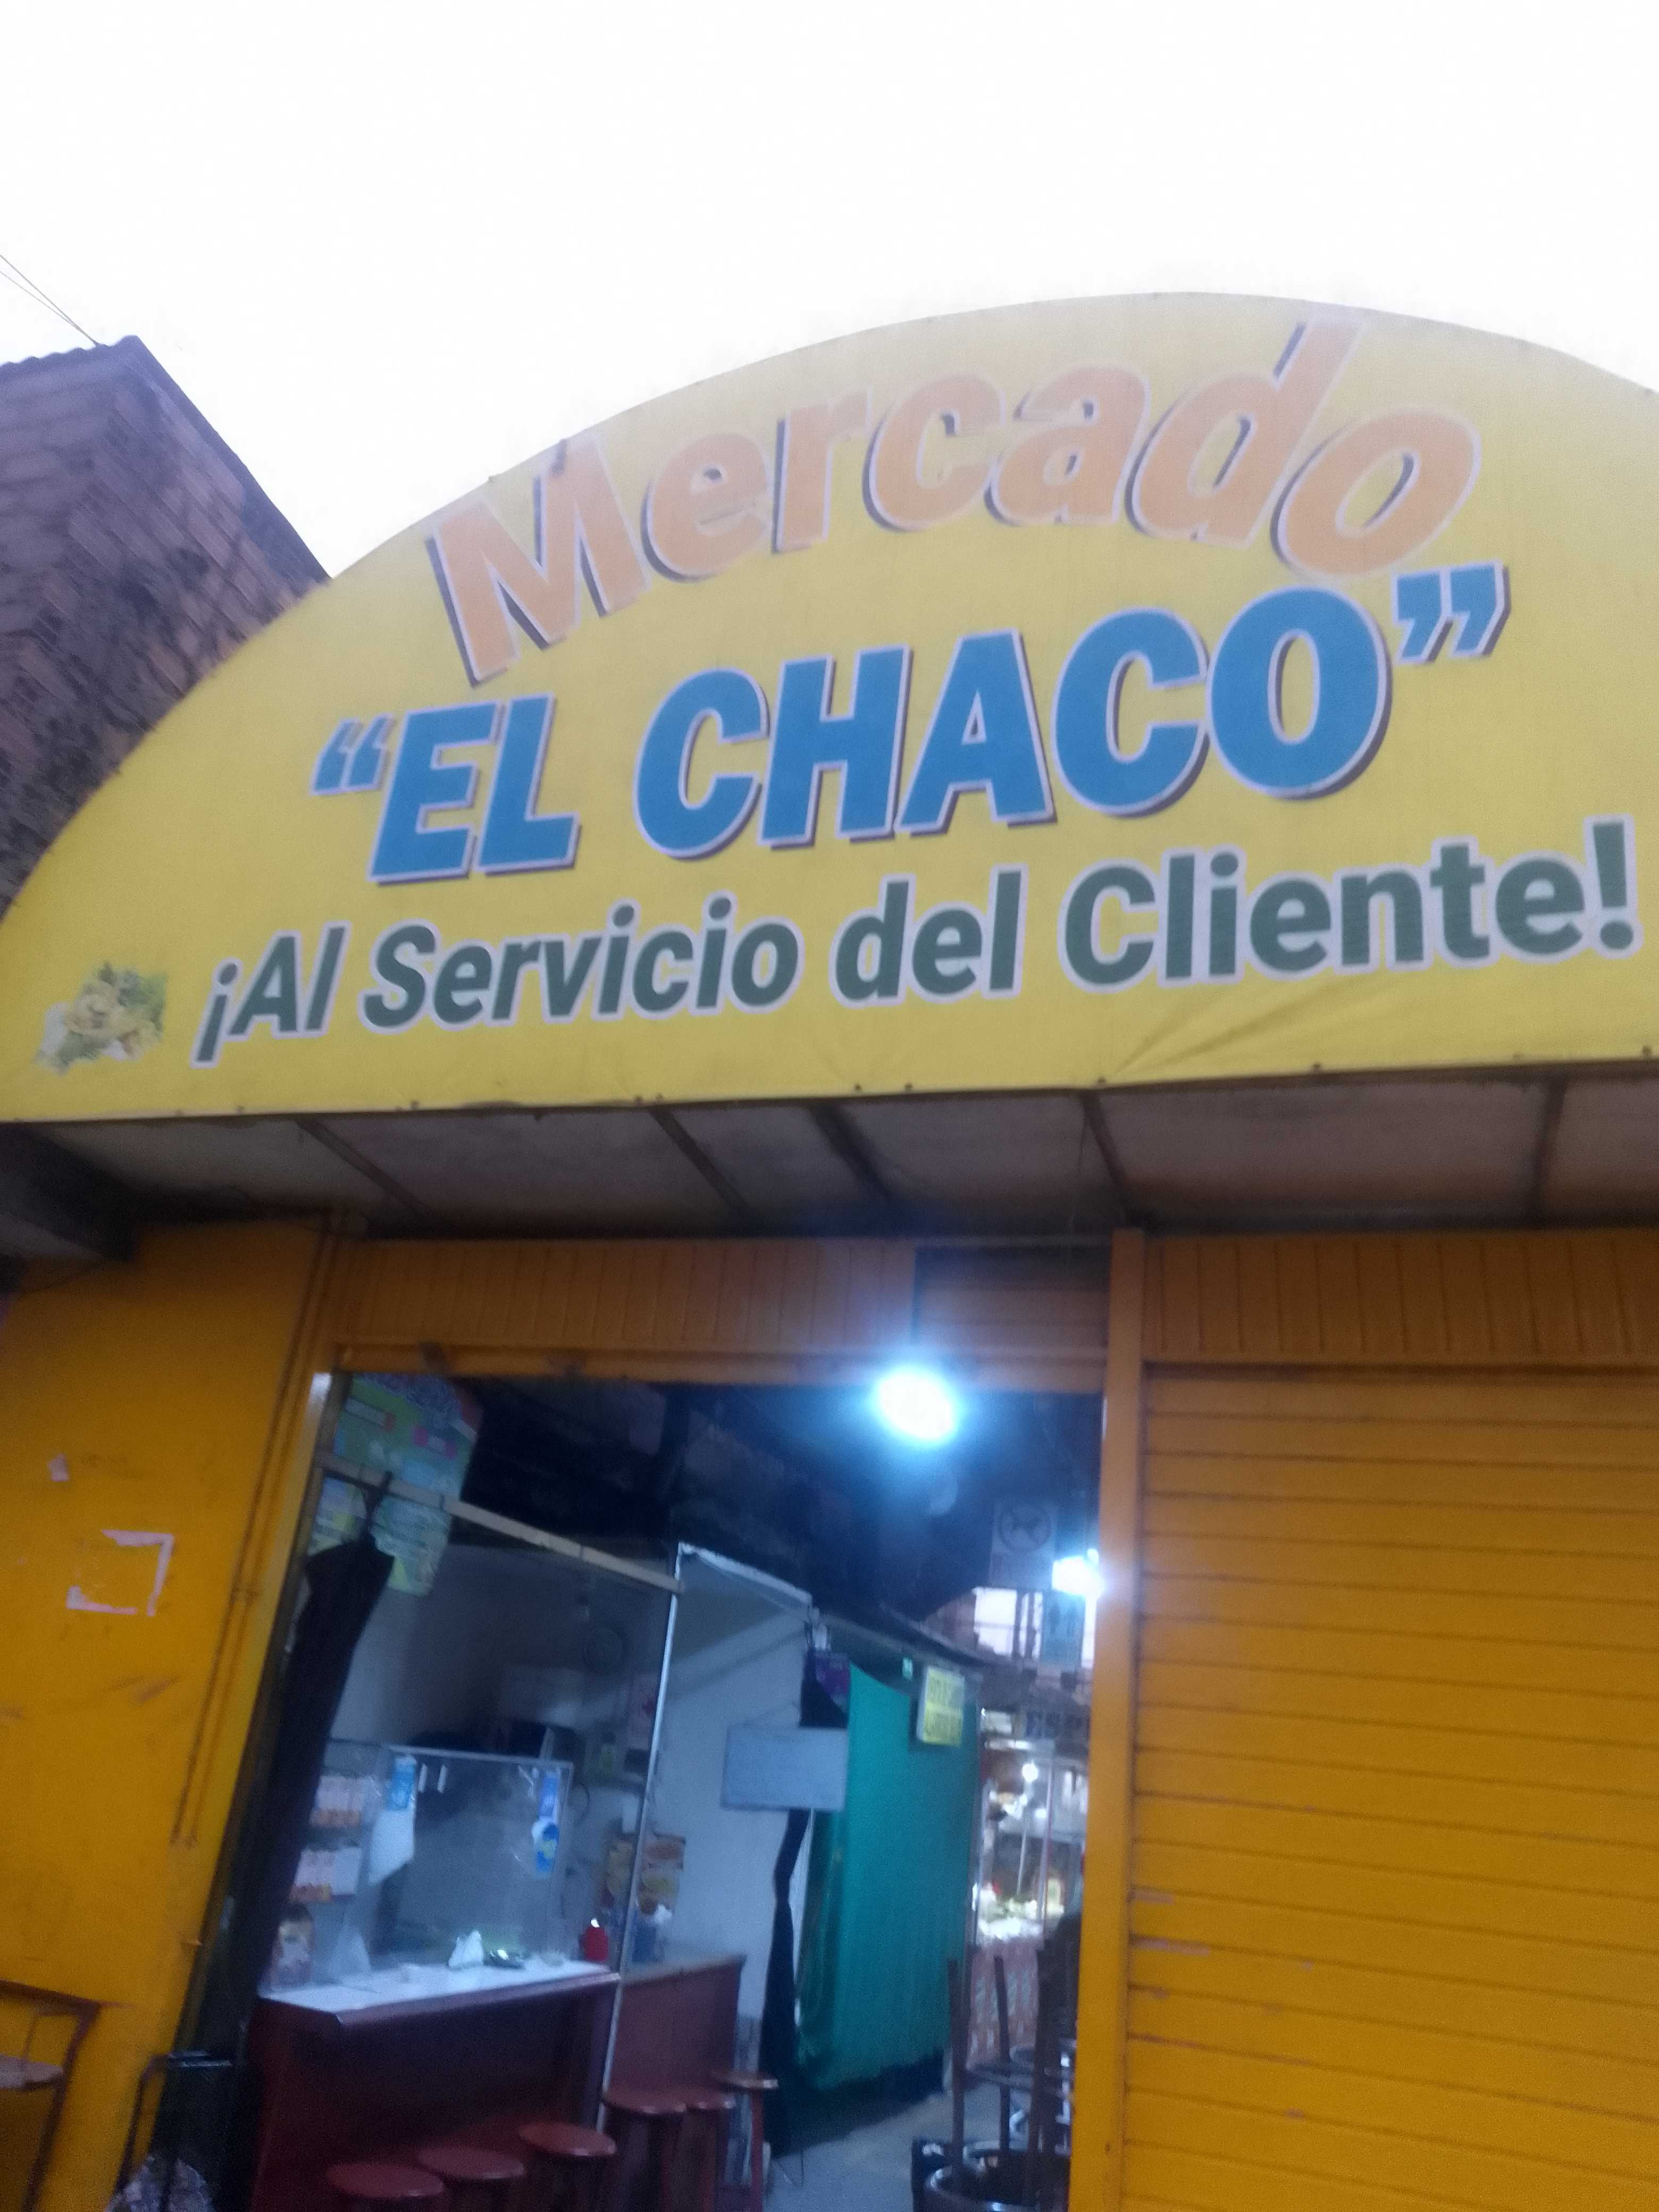 Mercado
“EL CHACO”
¡Al Servicio del Cliente!